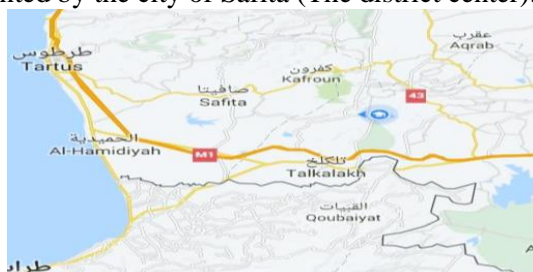 nted by the city of Safita (The district center).
عقرب
Aqrab
طرطوس
Tartus
كفرون
Kafroun
صافيتا
Safita
43
الحميدية
Al-Hamidiyah
M1
تلكلخ
Talkalakh
القبيات
Qoubaiyat
A